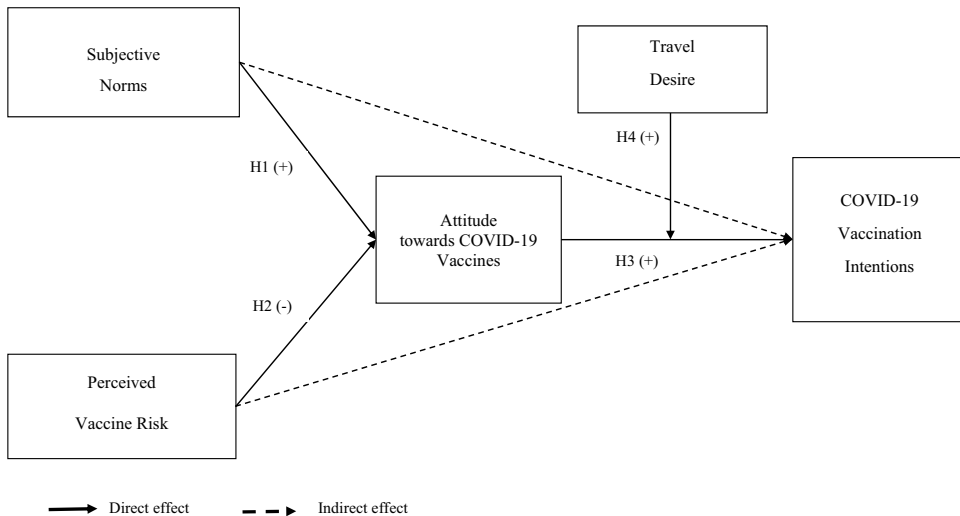 Subjective
Norms
Travel
Desire
H4 (+)
H1 (+)
COVID-19
Vaccination
Intentions
Attitude
towards COVID-19
Vaccines
H3 (+)
H2 (-)
Perceived
Vaccine Risk
Direct effect
Indirect effect